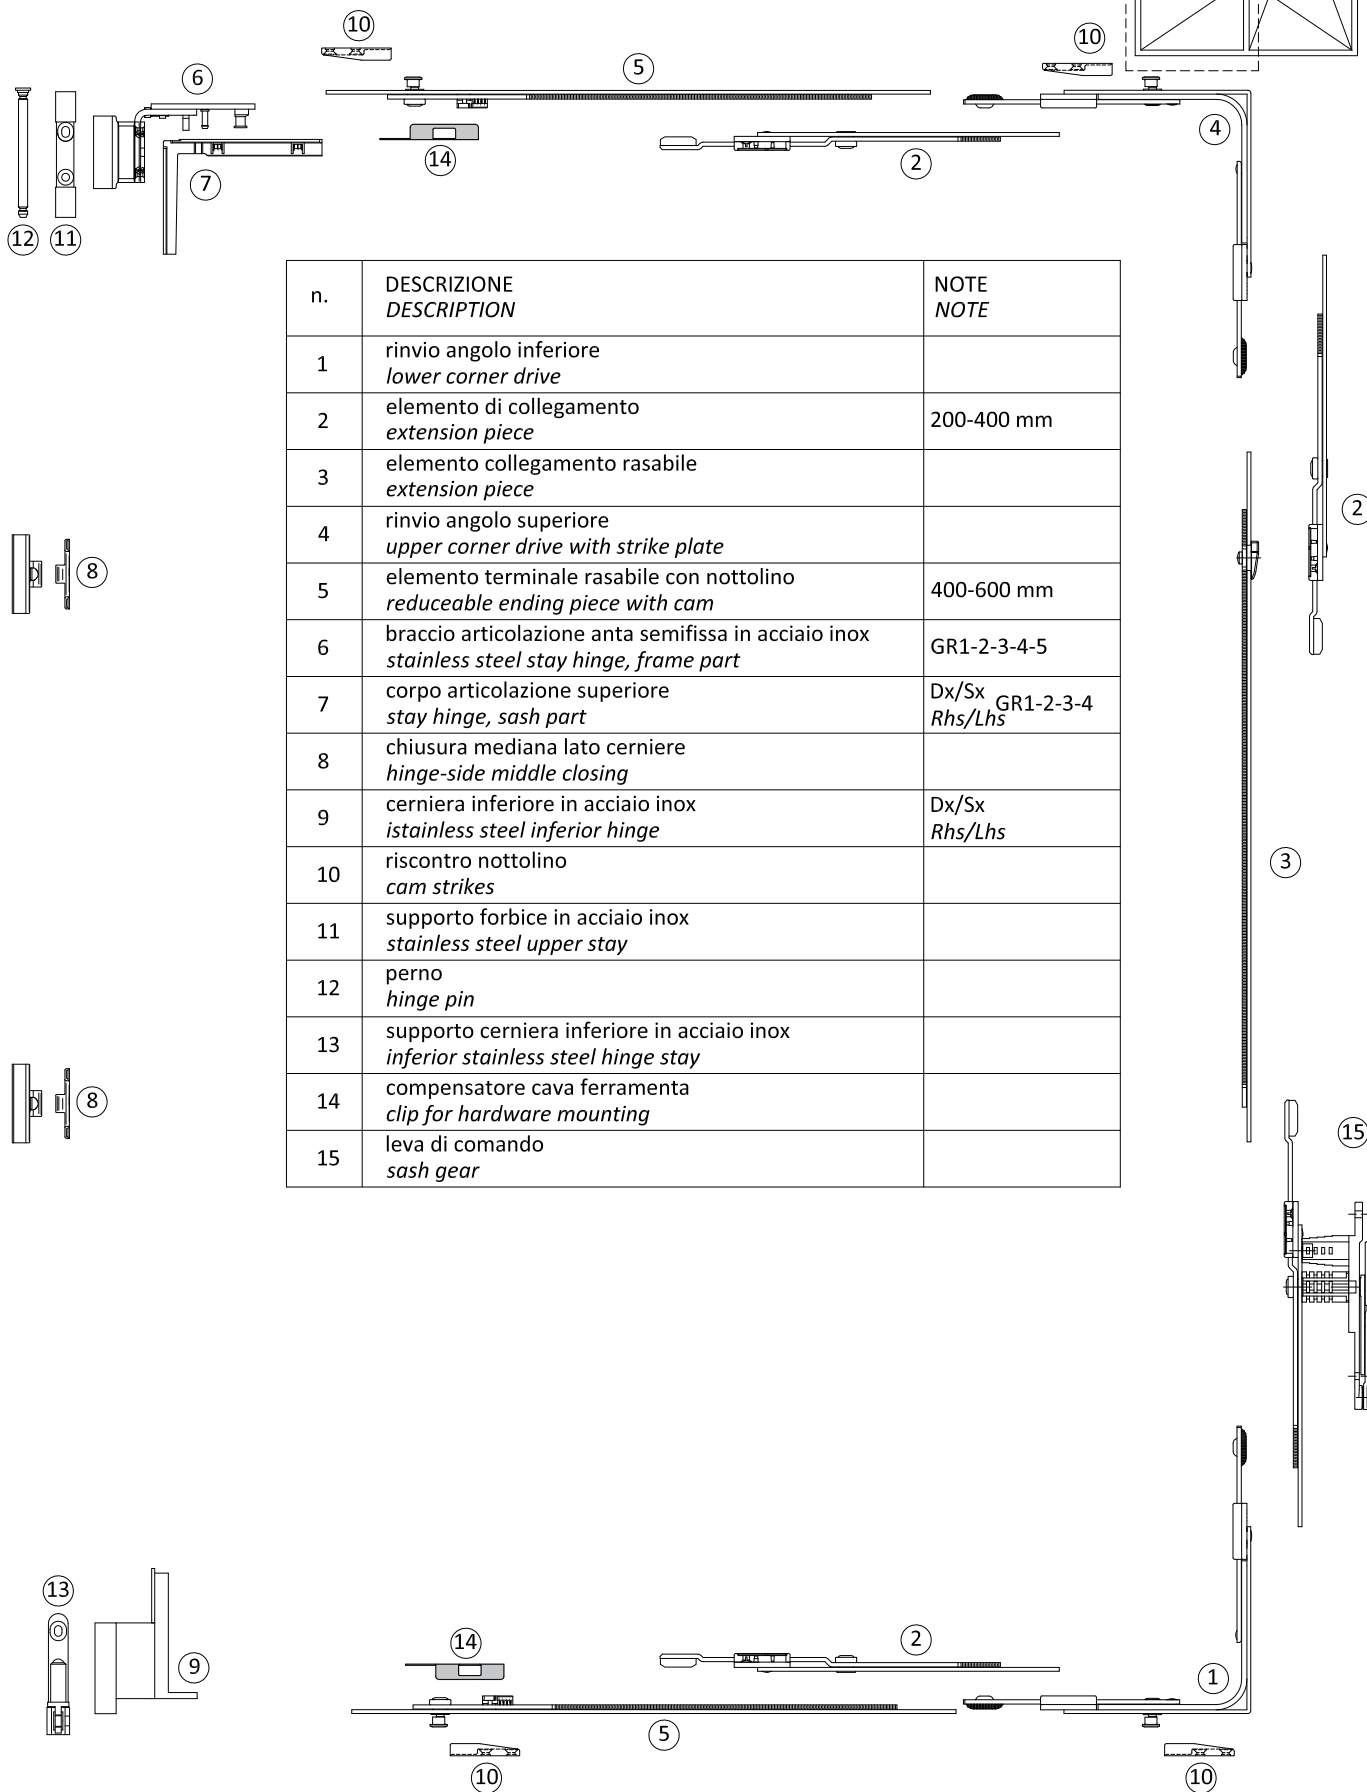 10
10
5
6
4
14
2
7
12
11
n.
DESCRIZIONE
DESCRIPTION
NOTE
NOTE
1
rinvio angolo inferiore
lower corner drive
2
elemento di collegamento
extension piece
200-400 mm
3
elemento collegamento rasabile
extension piece
4
rinvio angolo superiore
upper corner drive with strike plate
5
elemento terminale rasabile con nottolino
reduceable ending piece with cam
400-600 mm
6
braccio articolazione anta semifissa in acciaio inox
stainless steel stay hinge, frame part
GR1-2-3-4-5
7
corpo articolazione superiore
stay hinge, sash part
Dx/Sx
Rhs/Lhs
GR1-2-3-4
8
chiusura mediana lato cerniere
hinge-side middle closing
9
cerniera inferiore in acciaio inox
istainless steel inferior hinge
Dx/Sx
Rhs/Lhs
10
riscontro nottolino
cam strikes
11
supporto forbice in acciaio inox
stainless steel upper stay
12
perno
hinge pin
13
supporto cerniera inferiore in acciaio inox
inferior stainless steel hinge stay
14
compensatore cava ferramenta
clip for hardware mounting
15
leva di comando
sash gear
2
8
3
8
15
13
14
2
9
1
5
10
10